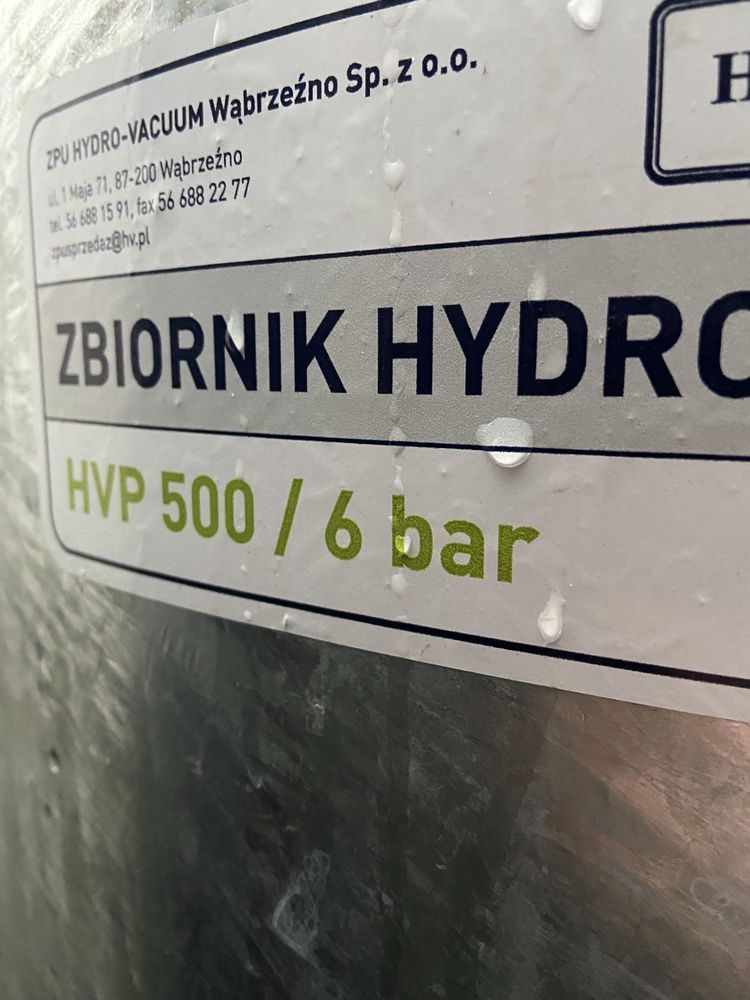 ZPU HYDRO-VACUUM Wąbrzeźno Sp. z o.o.
ul. 1 Maja 71, 87-200 Wąbrzeźno
tel. 56 688 15 91, fax 56 688 22 77
zpusprzedaz@hv.pl
H
ZBIORNIK HYDRO
HVP 500 / 6 bar